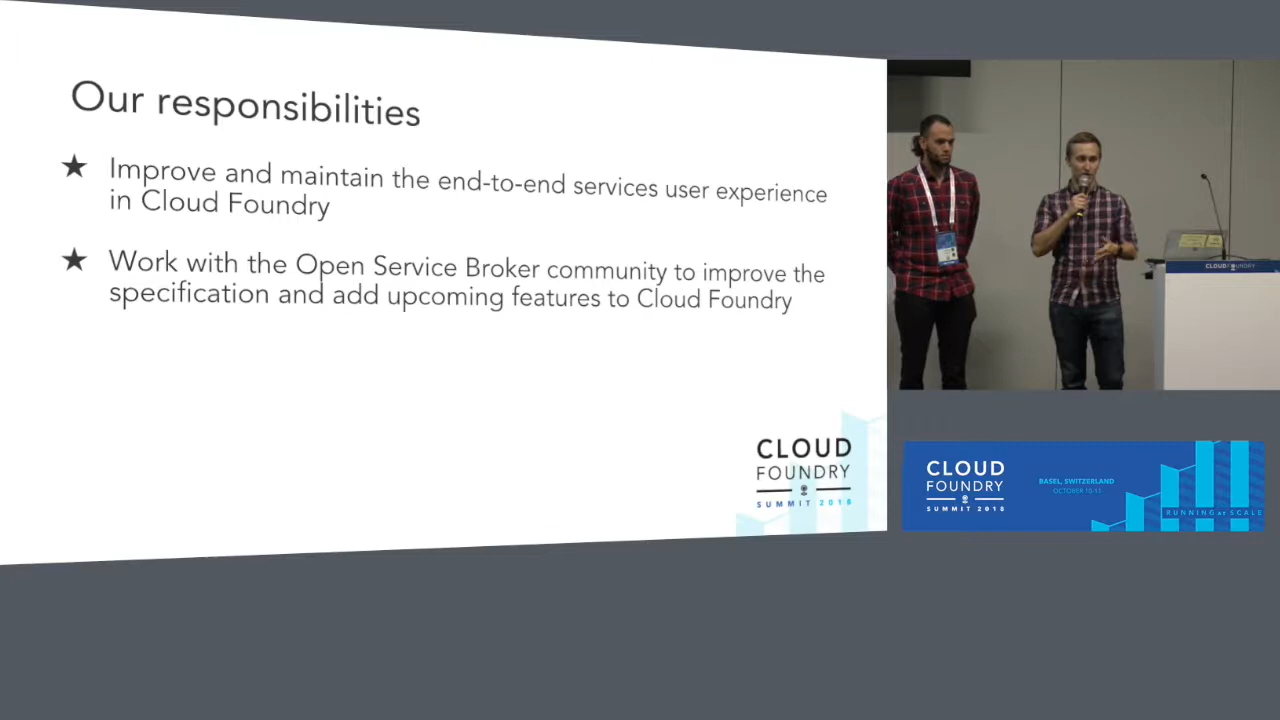 Our responsibilities
★ Improve and maintain the end-to-end services user experience
in Cloud Foundry
★ Work with the Open Service Broker community to improve the
specification and add upcoming features to Cloud Foundry
CLOUD
FOUNDRY
SUMMIT 2018
CLOUD FOUNDRY
CLOUD
FOUNDRY
SUMMIT 2018
BASEL, SWITZERLAND
OCTOBER 10-11
RUNNING AT SCALE